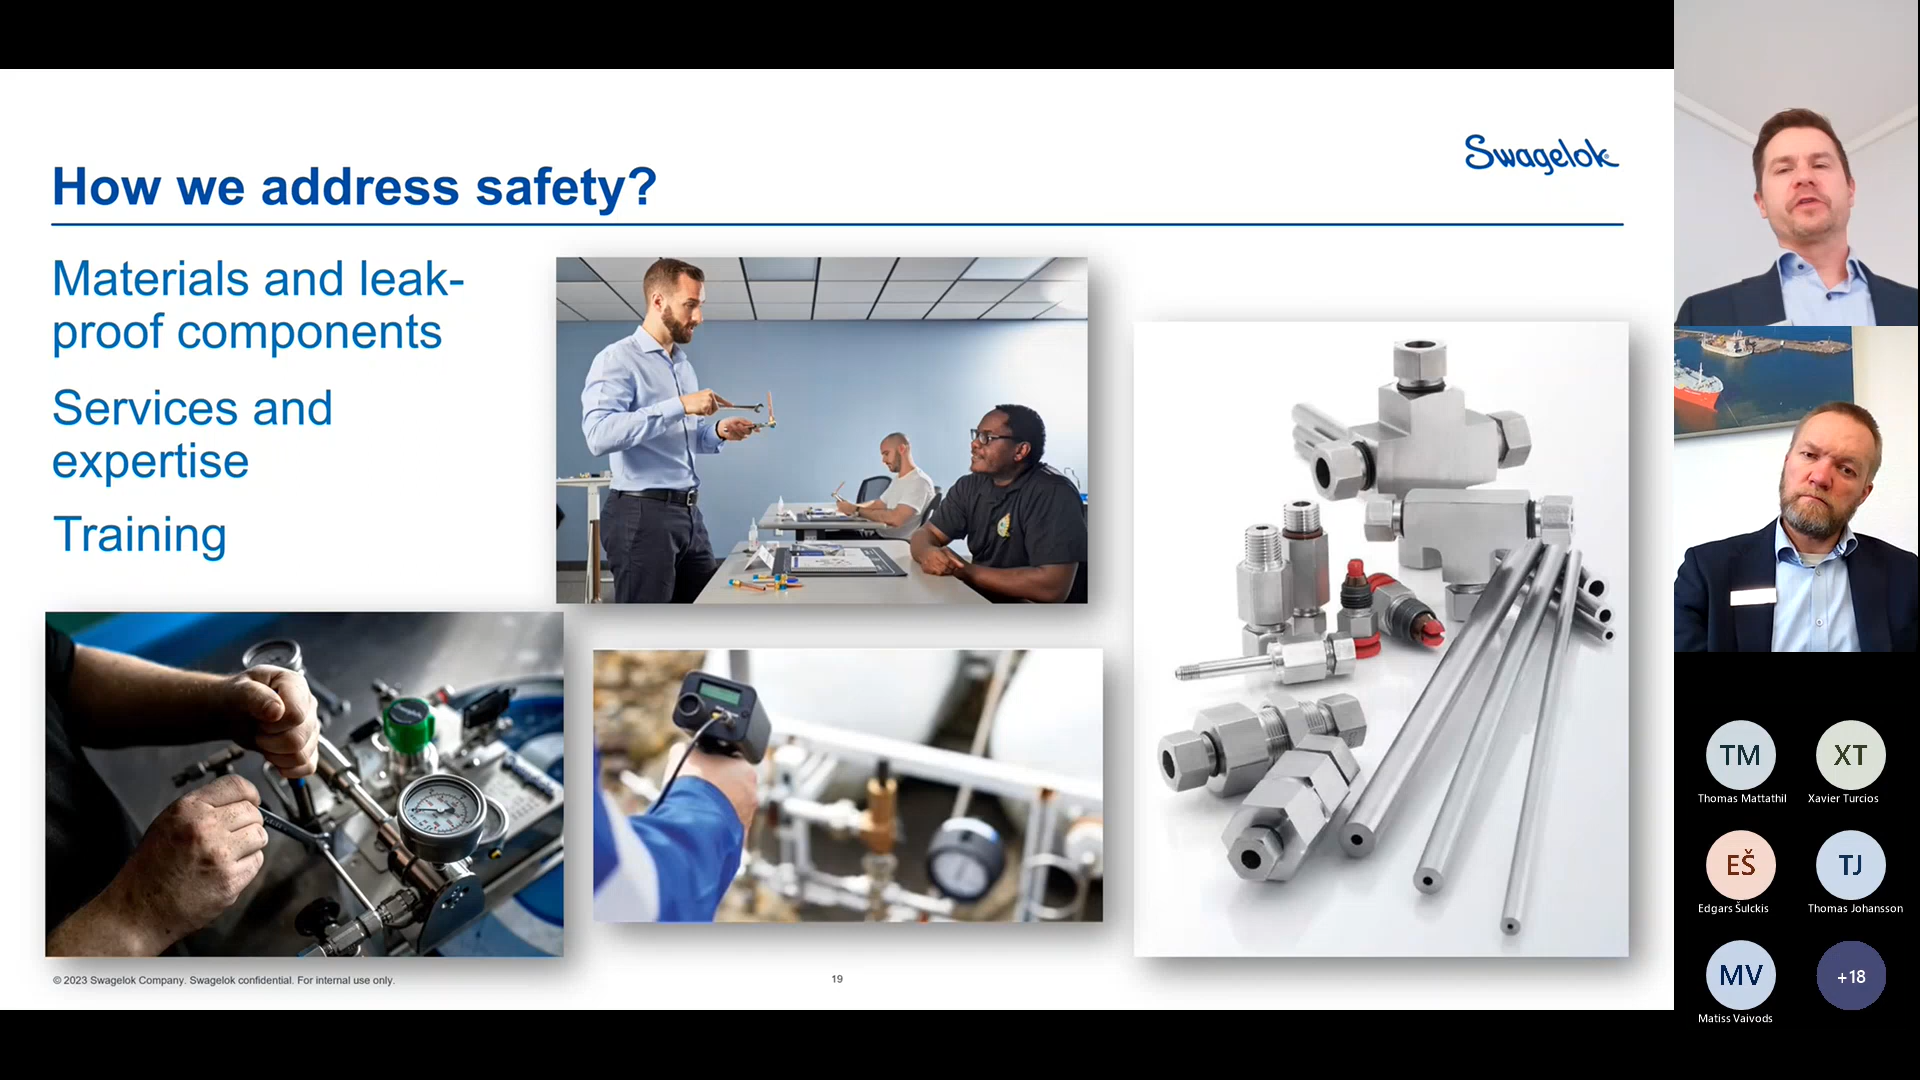 Swagelok
How we address safety?
Materials and leak-
proof components
Services and
expertise
Training
Swagelok
© 2023 Swagelok Company. Swagelok confidential. For internal use only.
19
TM
XT
Thomas Mattathil
Xavier Turcios
EŠ
TJ
Edgars Šulckis
Thomas Johansson
MV
+18
Matiss Vaivods